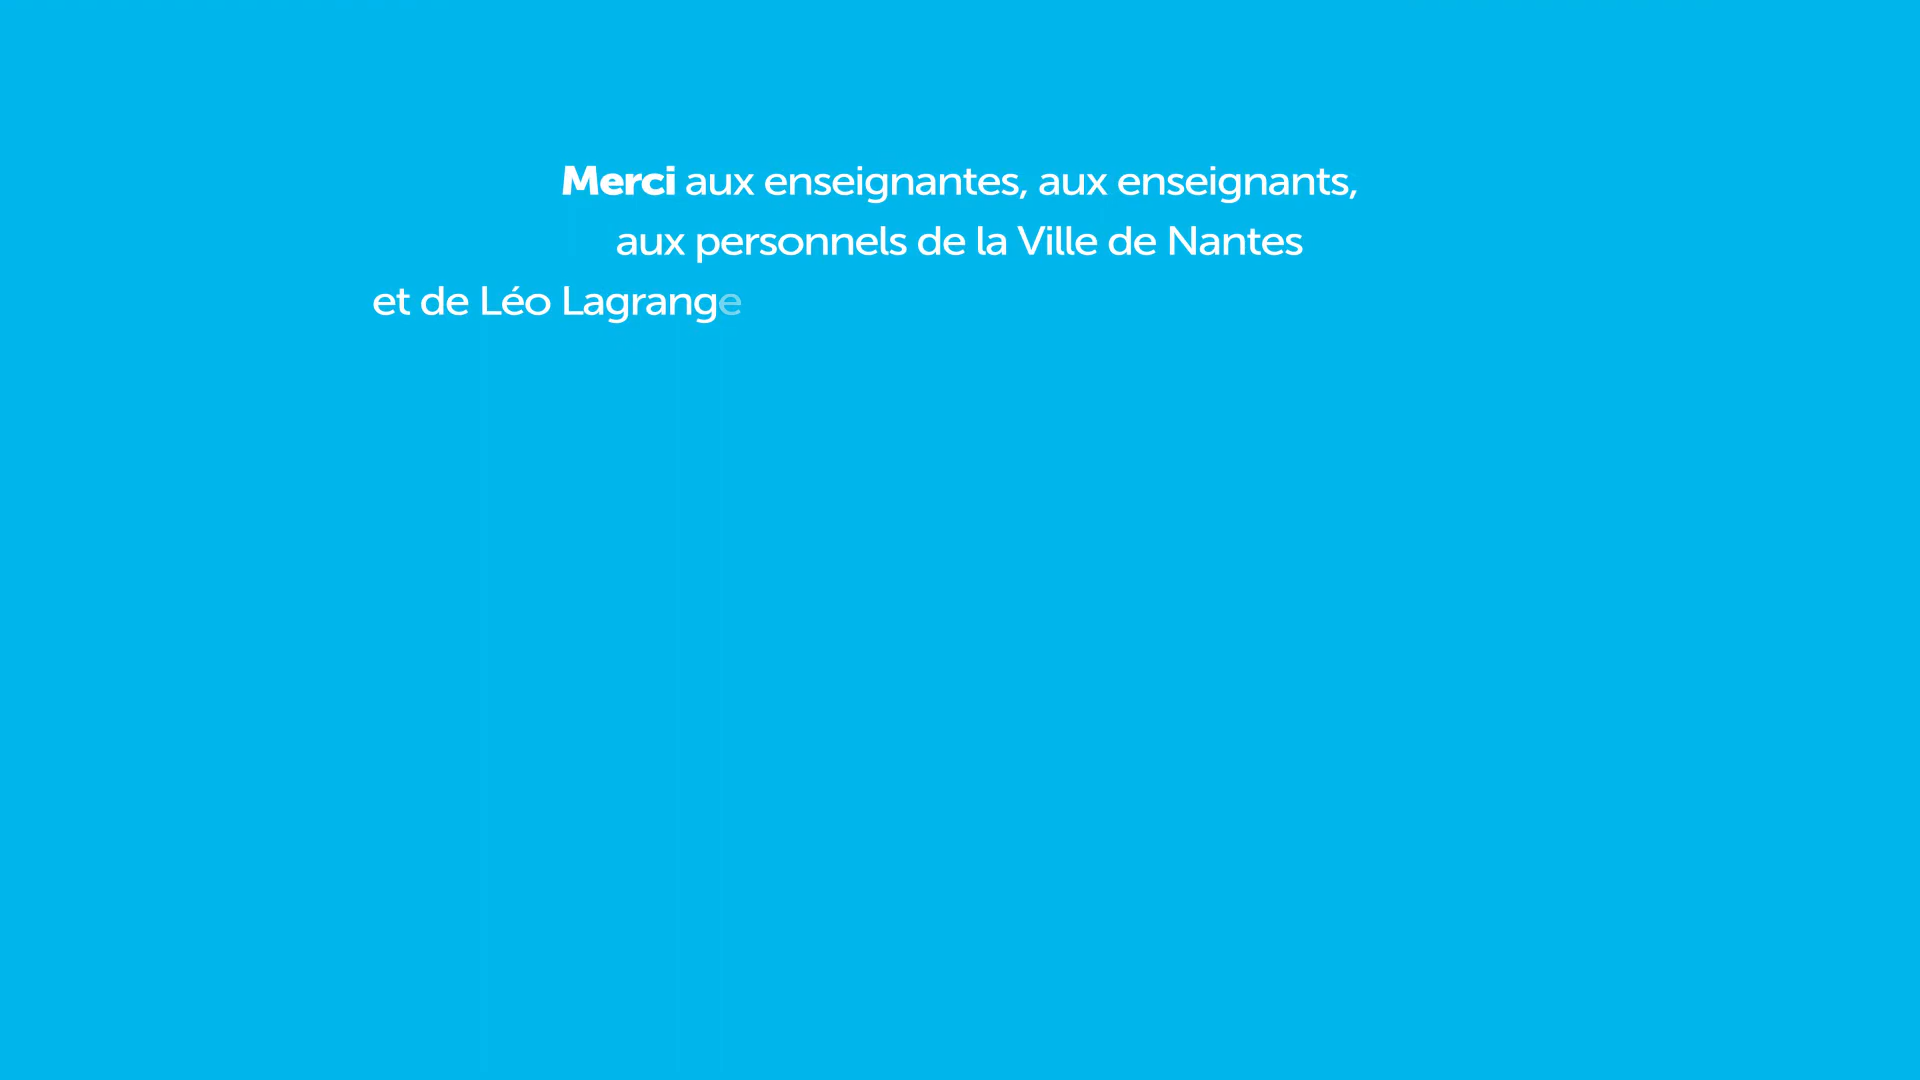 Merci aux enseignantes, aux enseignants,
aux personnels de la Ville de Nantes
et de Léo Lagrange